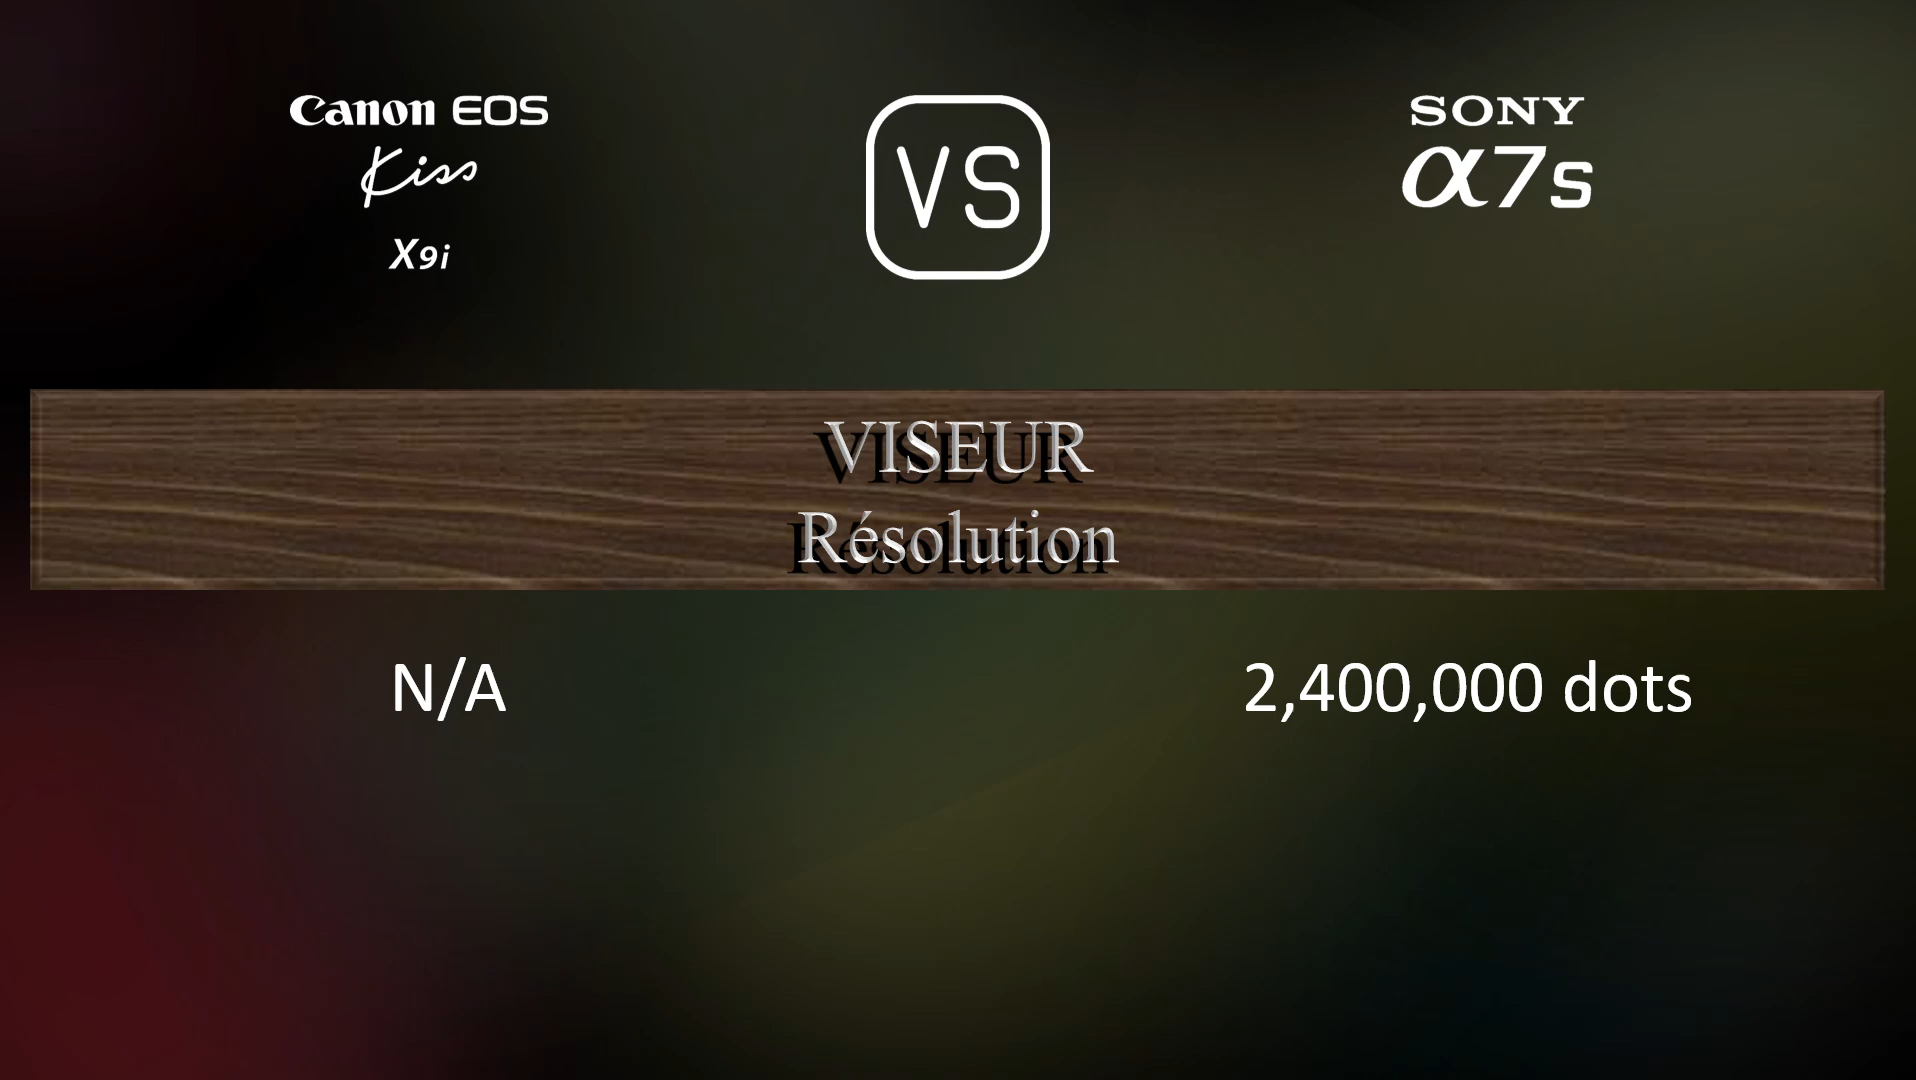 Canon EOS
Kiss
X9i
VS
SONY
α7s
VISEUR
Résolution
N/A
2,400,000 dots